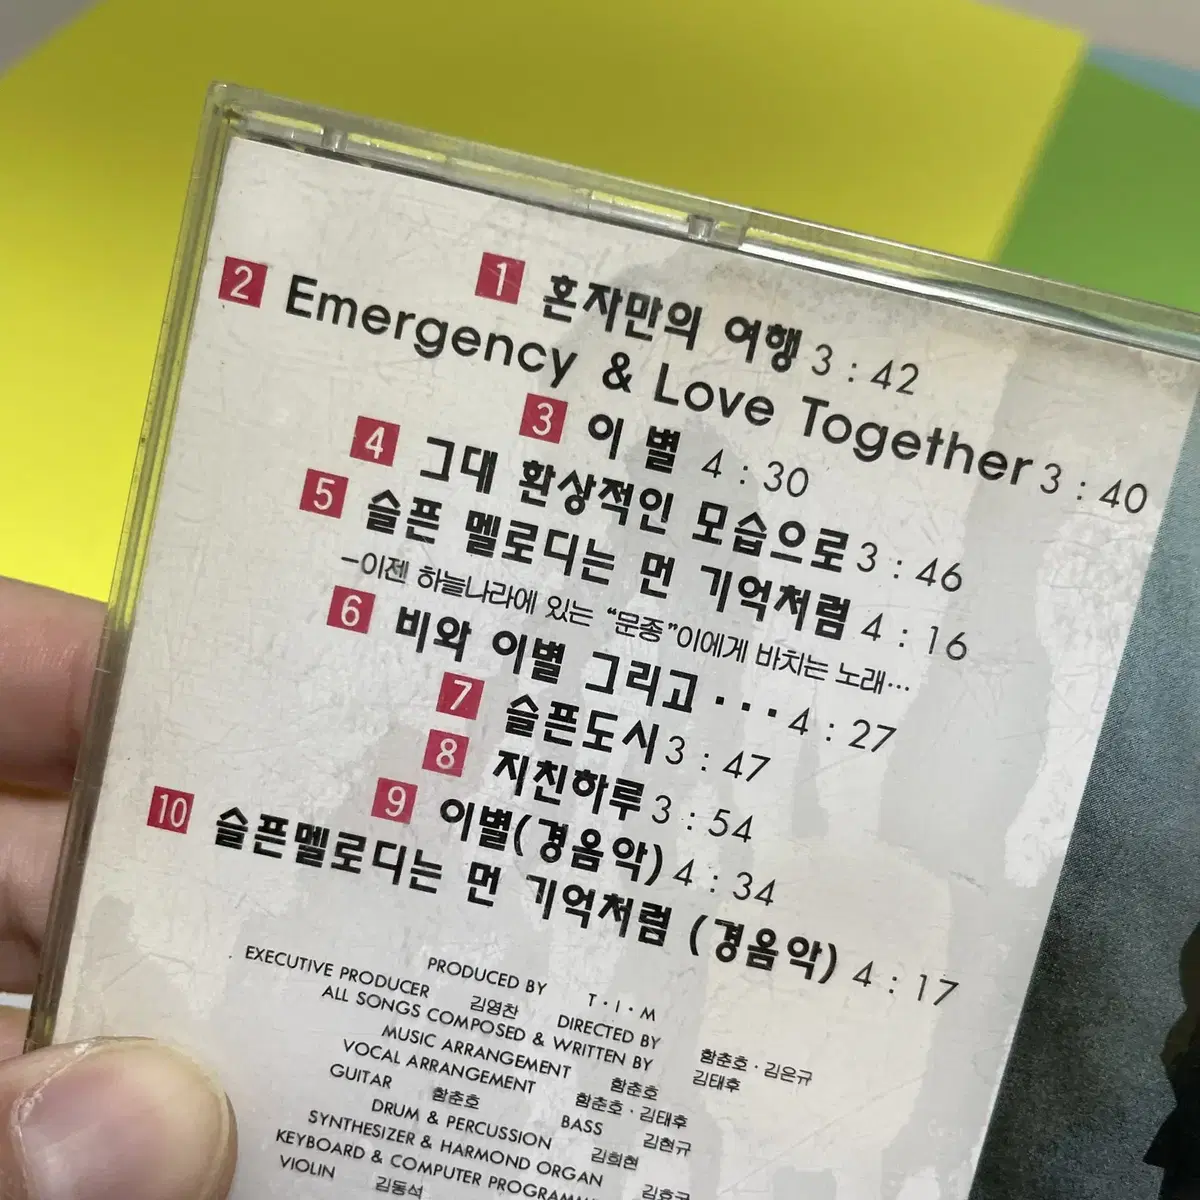 1 혼자만의 여행 3 : 42
2 Emergency & Love Together 3 : 40
3 이 별 4 : 30
4 그대 환상적인 모습으로 3 : 46
5 슬픈 멜로디는 먼 기억처럼 4 : 16
-이젠 하늘나라에 있는 "문종"이에게 바치는 노래...
6 비와 이별 그리고 ··· 4 : 27
7 슬픈도시 3 : 47
8 지친하루 3 : 54
9 이별(경음악) 4 : 34
10 슬픈멜로디는 먼 기억처럼 (경음악) 4 : 17
PRODUCED BY T·I·M
EXECUTIVE PRODUCER 김영찬 DIRECTED BY 함춘호·김은규
ALL SONGS COMPOSED & WRITTEN BY 김태후
MUSIC ARRANGEMENT 함춘호
VOCAL ARRANGEMENT 함춘호·김태후
GUITAR 함춘호 BASS 김현규
DRUM & PERCUSSION 김희현
SYNTHESIZER & HARMOND ORGAN
KEYBOARD & COMPUTER
VIOLIN 김동석